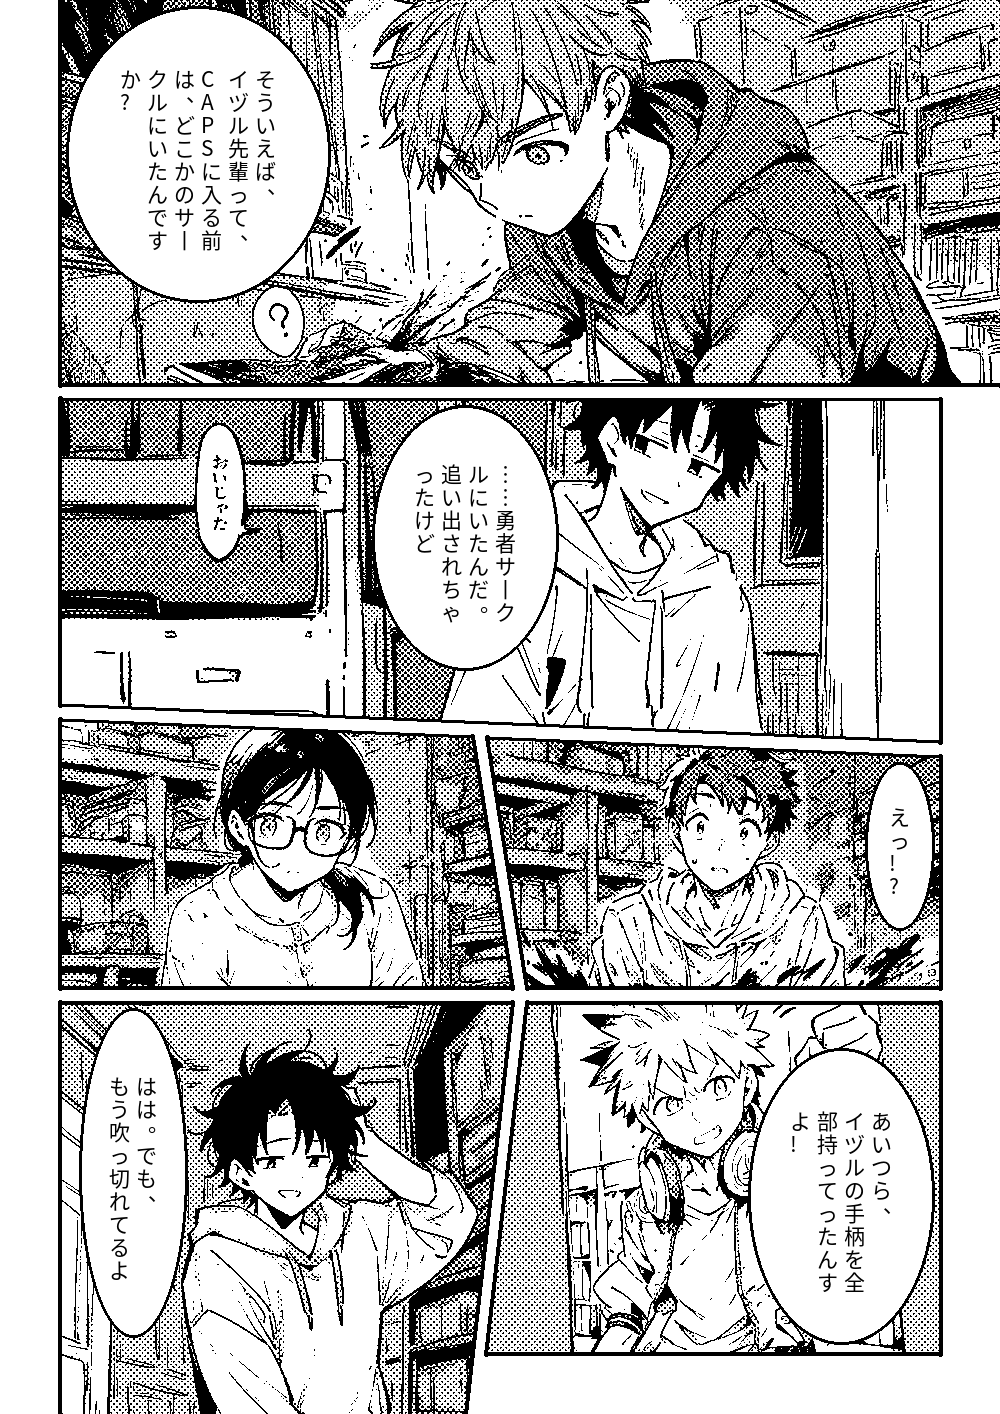 そういえば、
イヅル先輩って、
CAPSに入る前
は、どこかのサー
クルにいたんです
か?
?
……勇者サーク
ルにいたんだ。
追い出されちゃ
ったけど
おいじゃた
えっ!?
あいつら、
イヅルの手柄を全
部持ってったんす
よ!
はは。でも、
もう吹っ切れてるよ